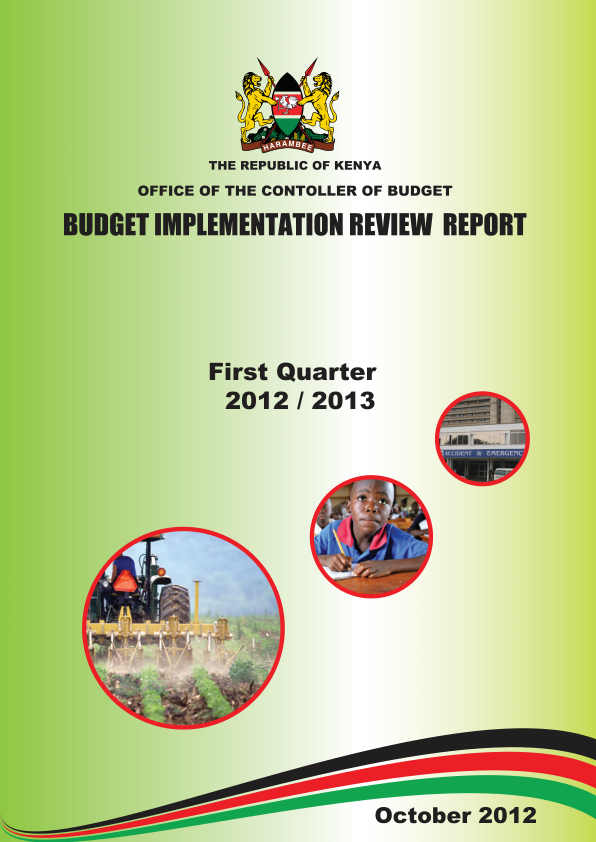 HARAMBEE
THE REPUBLIC OF KENYA
OFFICE OF THE CONTOLLER OF BUDGET
BUDGET IMPLEMENTATION REVIEW REPORT
First Quarter
2012 / 2013
ACCIDENT & EMERGENC
October 2012